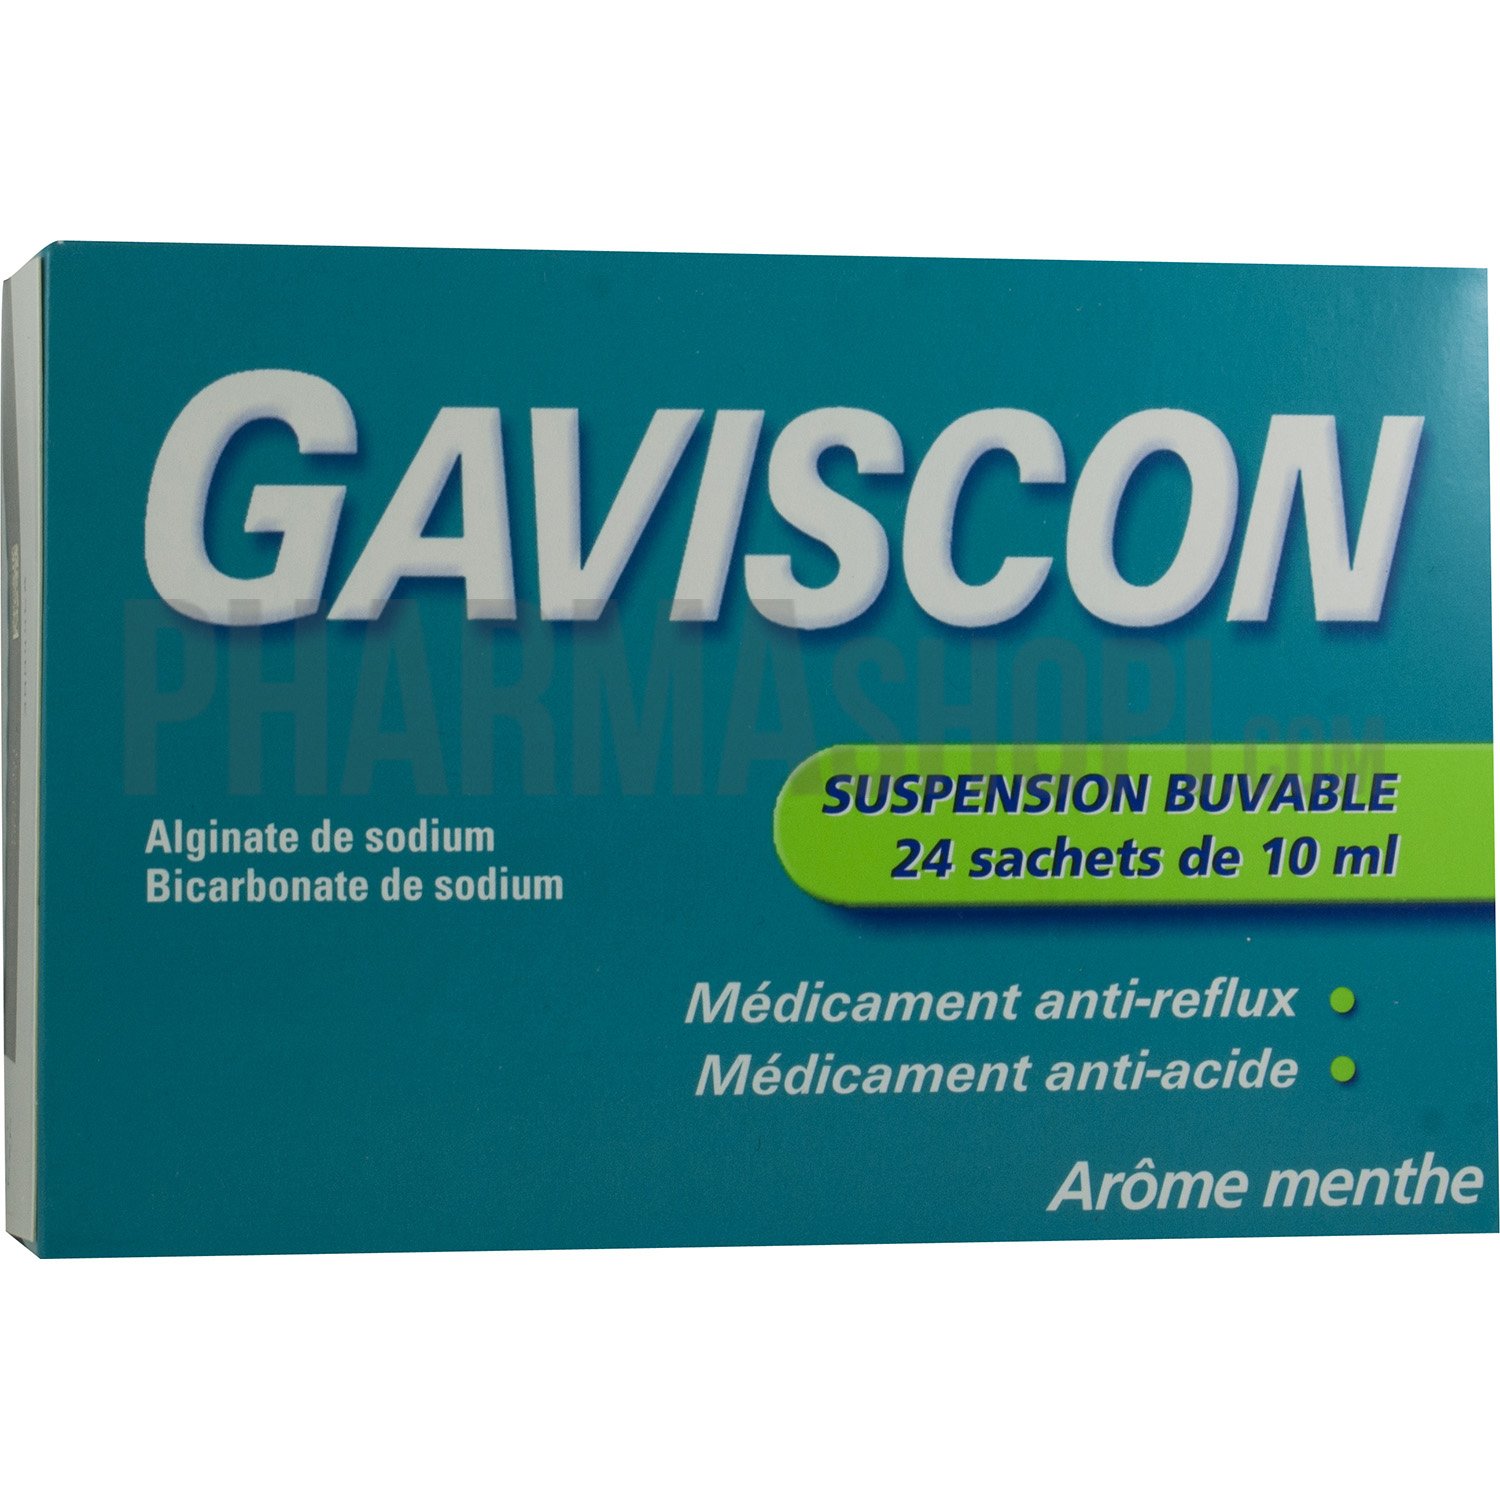 GAVISCON
PHARMASHOPI.COM
SUSPENSION BUVABLE
24 sachets de 10 ml
Alginate de sodium
Bicarbonate de sodium
Médicament anti-reflux
Médicament anti-acide
Arôme menthe